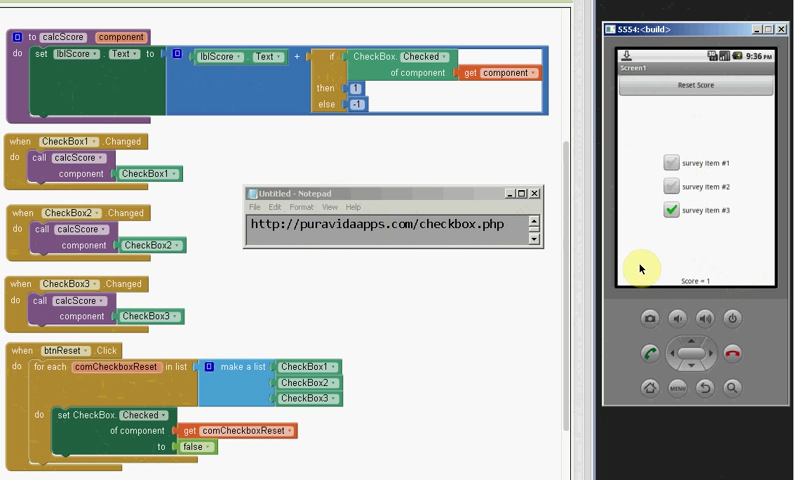 to calcScore component
do set lblScore . Text to lblScore . Text + if CheckBox. Checked
of component get component
then 1
else -1
when CheckBox1 .Changed
do call calcScore
component CheckBox1
when CheckBox2 .Changed
do call calcScore
component CheckBox2
when CheckBox3 .Changed
do call calcScore
component CheckBox3
when btnReset .Click
do for each comCheckboxReset in list make a list CheckBox1
CheckBox2
CheckBox3
do set CheckBox. Checked
of component get comCheckboxReset
to false
Untitled - Notepad
File Edit Format View Help
http://puravidaapps.com/checkbox.php
5554:<build>
9:36 PM
Screen1
Reset Score
survey item #1
survey item #2
survey item #3
Score = 1
MENU